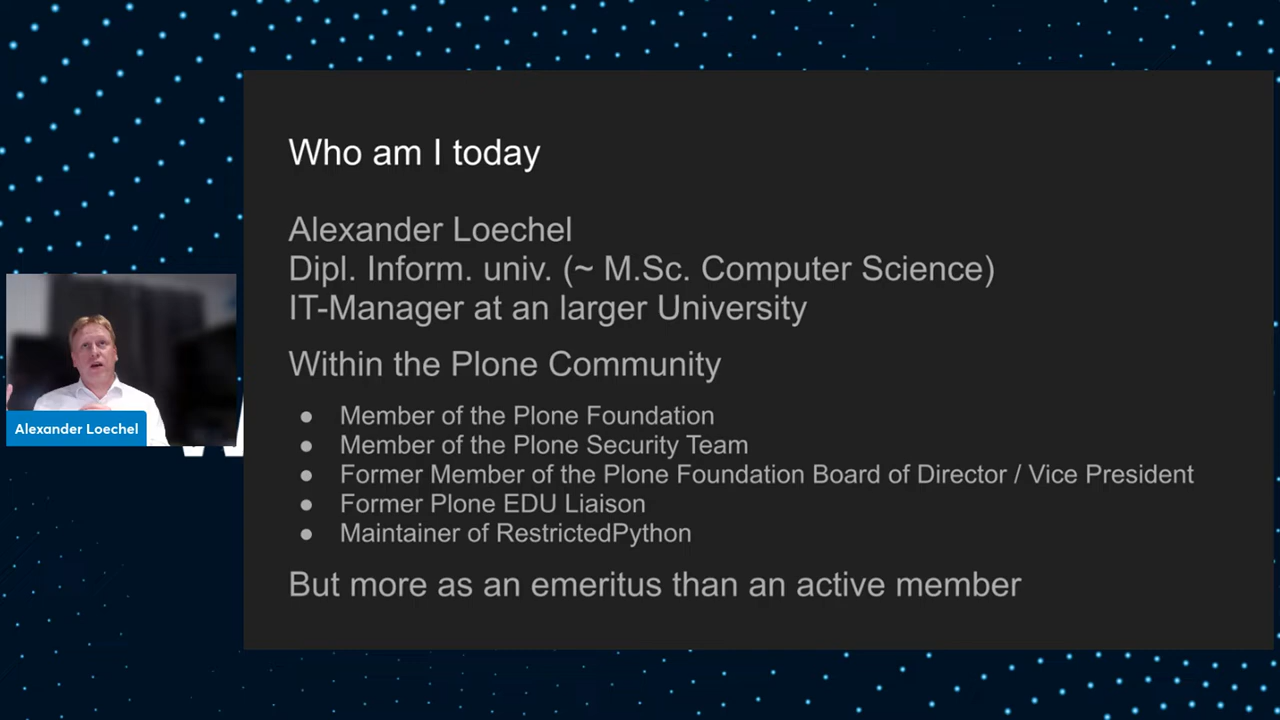 Who am I today
Alexander Loechel
Dipl. Inform. univ. (~ M.Sc. Computer Science)
IT-Manager at an larger University
Within the Plone Community
● Member of the Plone Foundation
● Member of the Plone Security Team
● Former Member of the Plone Foundation Board of Director / Vice President
● Former Plone EDU Liaison
● Maintainer of RestrictedPython
But more as an emeritus than an active member
Alexander Loechel